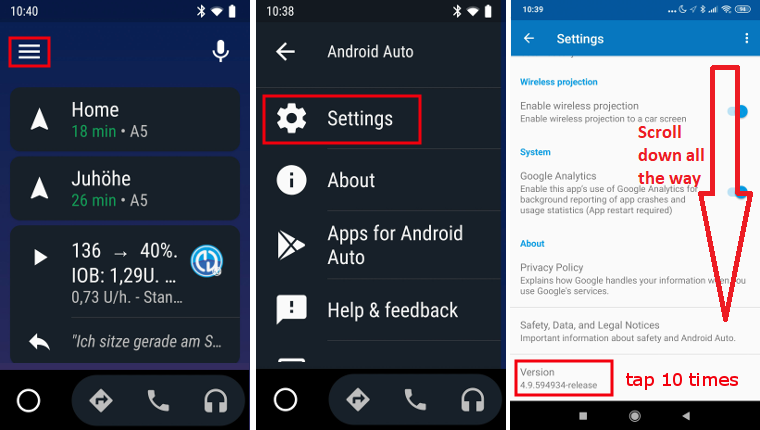 10:40
Home
18 min • A5
Juhöhe
26 min • A5
136 → 40%.
IOB: 1,29U. ...
0,73 U/h. - Stan...
"Ich sitze gerade am S...
10:38
Android Auto
Settings
About
Apps for Android
Auto
Help & feedback
10:39
96
Settings
Wireless projection
Enable wireless projection
Enable wireless projection to a car screen
Scroll
down all
the way
System
Google Analytics
Enable this app's use of Google Analytics for
background reporting of app crashes and
usage statistics (App restart required)
About
Privacy Policy
Explains how Google handles your information when you
use Google's services.
Safety, Data, and Legal Notices
Important information about safety and Android Auto.
Version
4.9.594934-release
tap 10 times